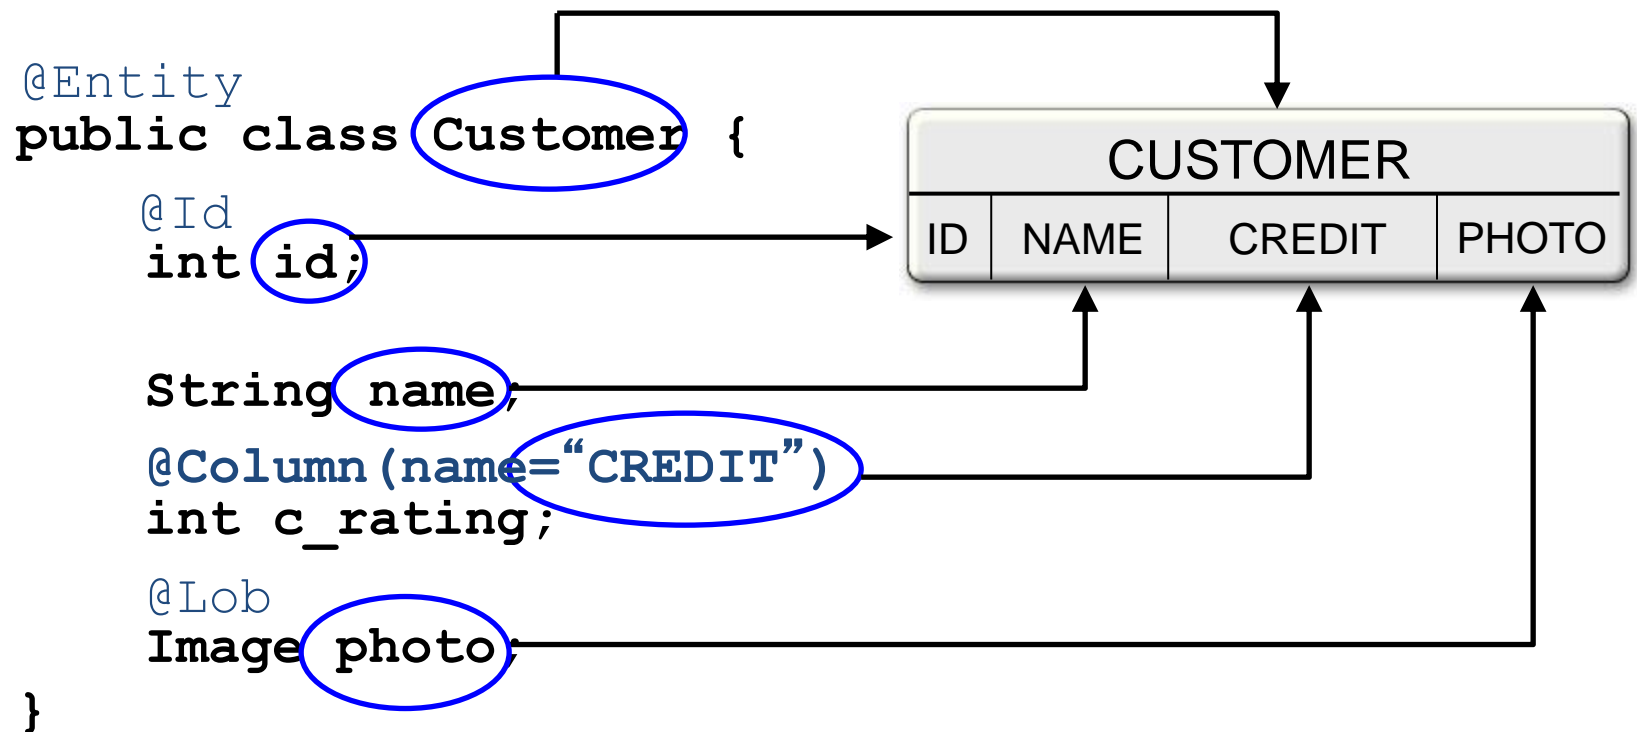 @Entity
public class Customer {
@Id
int id;
String name;
@Column(name=“CREDIT”)
int c_rating;
@Lob
Image photo;
}
CUSTOMER
ID NAME CREDIT PHOTO